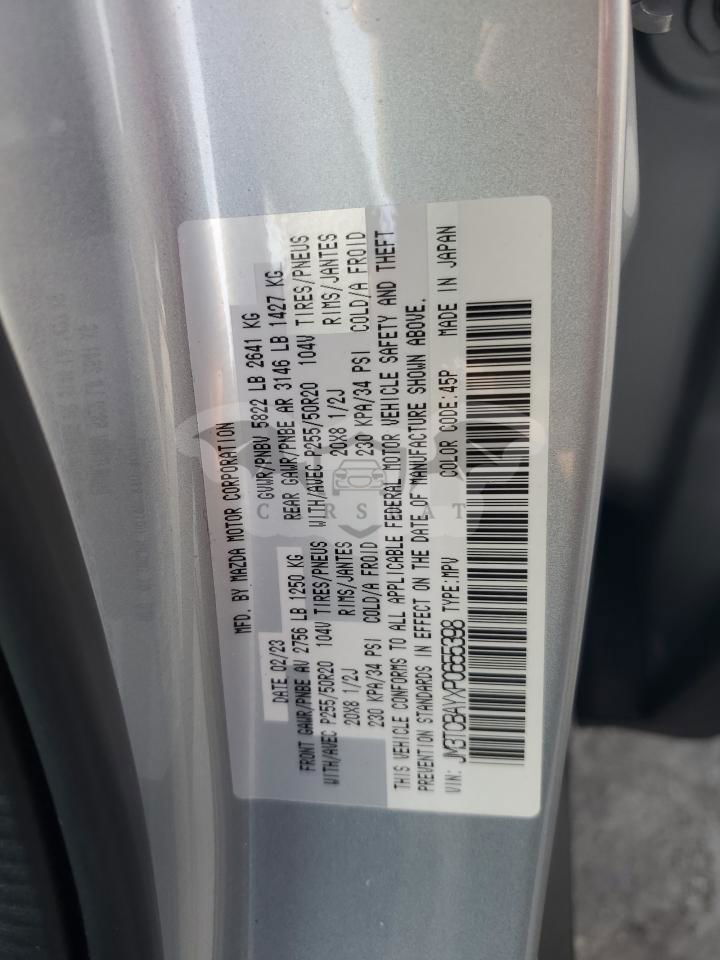 MFD. BY MAZDA MOTOR CORPORATION
DATE 02/23 GVWR/PNBV 5822 LB 2641 KG
FRONT GAWR/PNBE AV 2756 LB 1250 KG REAR GAWR/PNBE AR 3146 LB 1427 KG
WITH/AVEC P255/50R20 104V TIRES/PNEUS WITH/AVEC P255/50R20 104V TIRES/PNEUS
20X8 1/2J RIMS/JANTES 20X8 1/2J RIMS/JANTES
230 KPA/34 PSI COLD/A FROID 230 KPA/34 PSI COLD/A FROID
THIS VEHICLE CONFORMS TO ALL APPLICABLE FEDERAL MOTOR VEHICLE SAFETY AND THEFT
PREVENTION STANDARDS IN EFFECT ON THE DATE OF MANUFACTURE SHOWN ABOVE.
VIN: JM3TCBAYXP0655398 TYPE:MPV COLOR CODE:45P MADE IN JAPAN